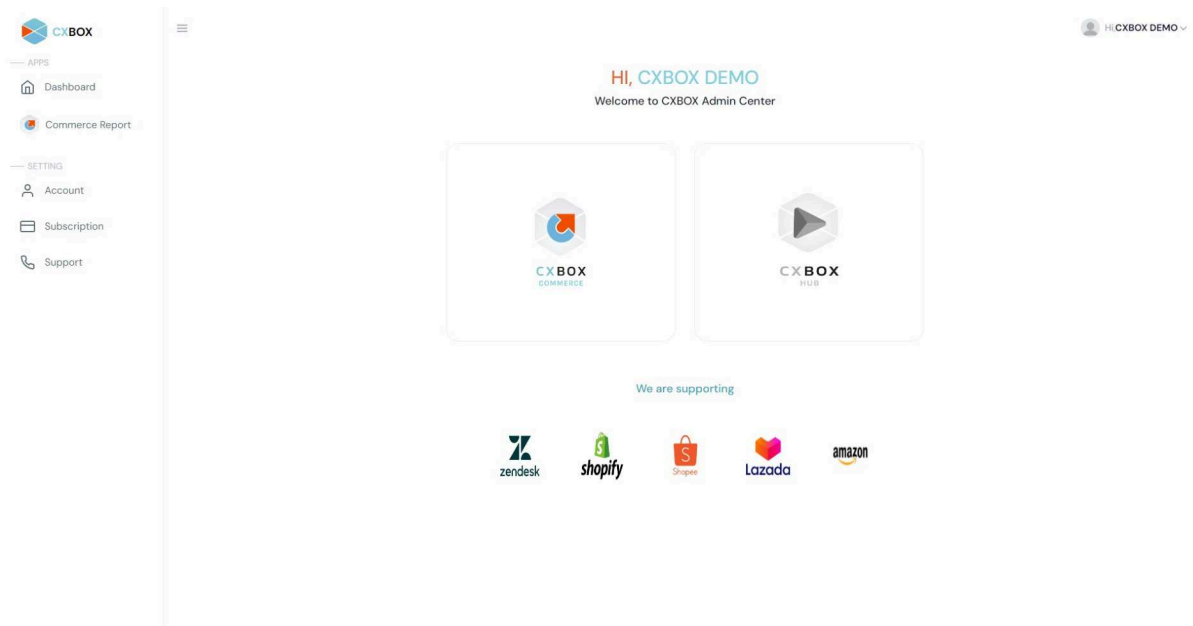 CXBOX
Hi,CXBOX DEMO
APPS
Dashboard
Commerce Report
SETTING
Account
Subscription
Support
HI, CXBOX DEMO
Welcome to CXBOX Admin Center
CXBOX
COMMERCE
CXBOX
HUB
We are supporting
zendesk
shopify
Shopee
Lazada
amazon